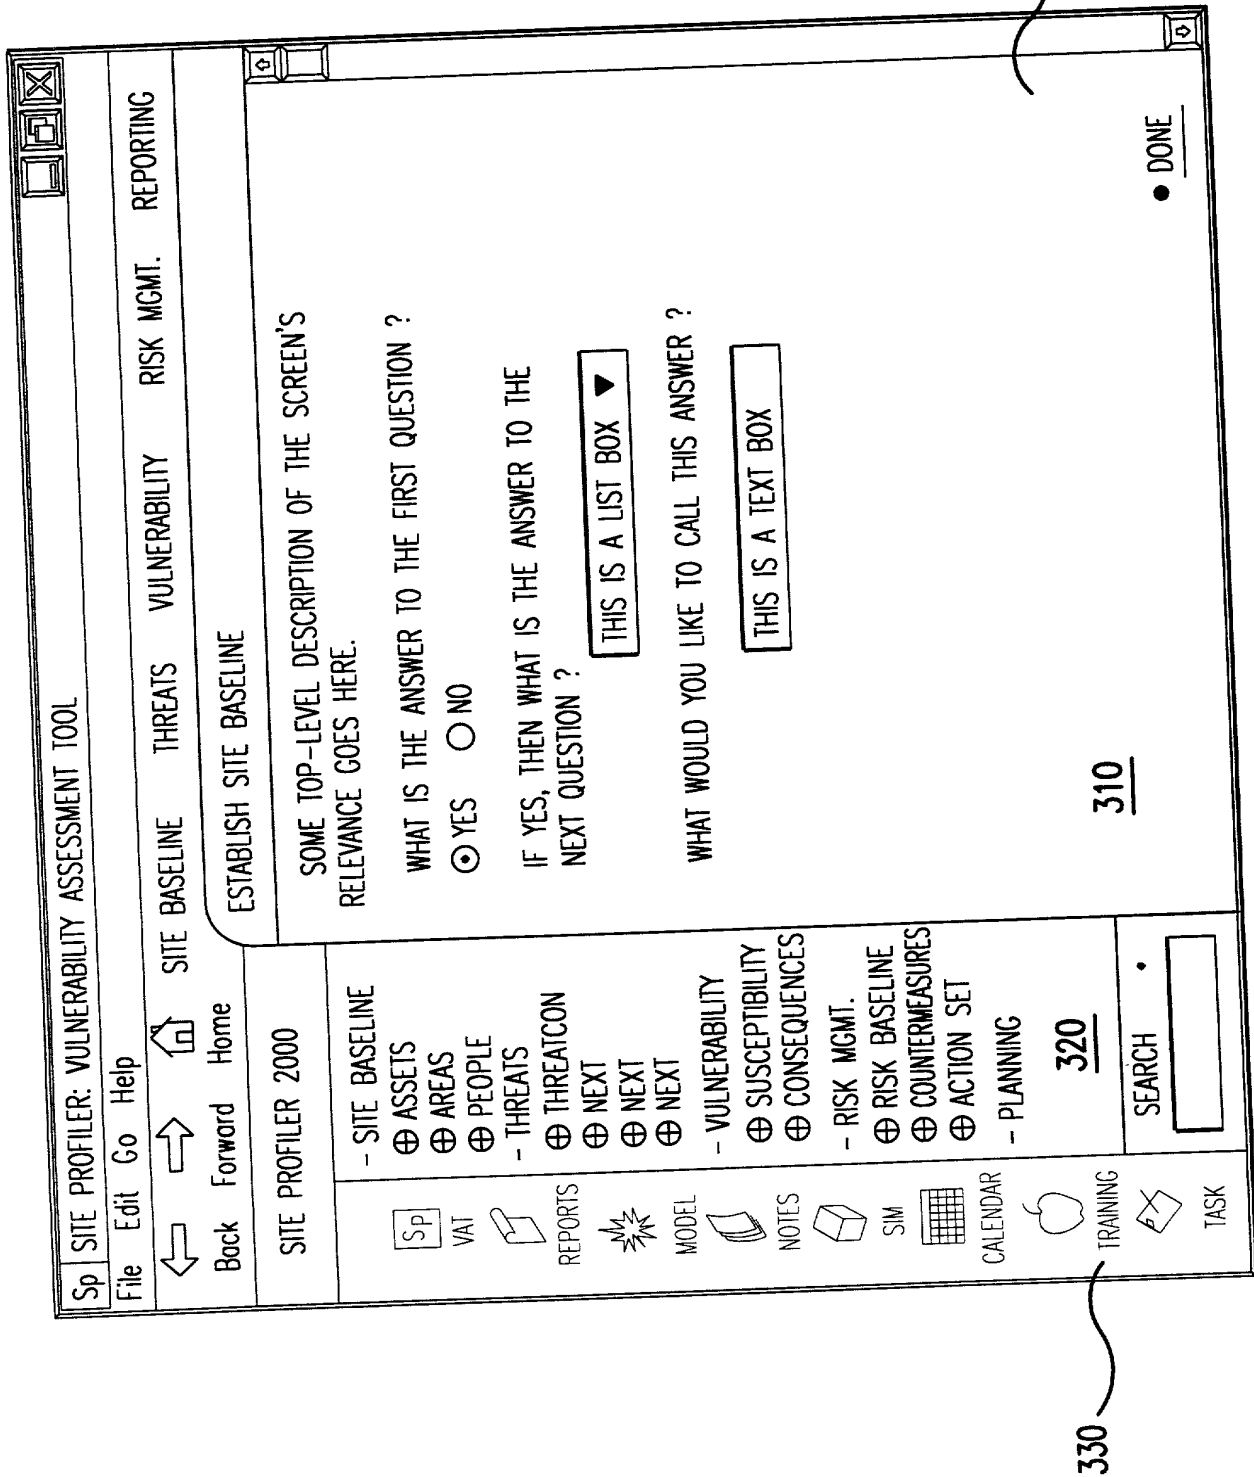 Sp SITE PROFILER: VULNERABILITY ASSESSMENT TOOL
File Edit Go Help
Back Forward Home
SITE BASELINE THREATS VULNERABILITY RISK MGMT. REPORTING
SITE PROFILER 2000
ESTABLISH SITE BASELINE
Sp
VAT
REPORTS
MODEL
NOTES
SIM
CALENDAR
TRAINING
TASK
- SITE BASELINE
⊕ ASSETS
⊕ AREAS
⊕ PEOPLE
- THREATS
⊕ THREATCON
⊕ NEXT
⊕ NEXT
⊕ NEXT
- VULNERABILITY
⊕ SUSCEPTIBILITY
⊕ CONSEQUENCES
- RISK MGMT.
⊕ RISK BASELINE
⊕ COUNTERMEASURES
⊕ ACTION SET
- PLANNING
320
SEARCH
SOME TOP-LEVEL DESCRIPTION OF THE SCREEN'S
RELEVANCE GOES HERE.
WHAT IS THE ANSWER TO THE FIRST QUESTION ?
YES NO
IF YES, THEN WHAT IS THE ANSWER TO THE
NEXT QUESTION ?
THIS IS A LIST BOX ▼
WHAT WOULD YOU LIKE TO CALL THIS ANSWER ?
THIS IS A TEXT BOX
310
● DONE
330